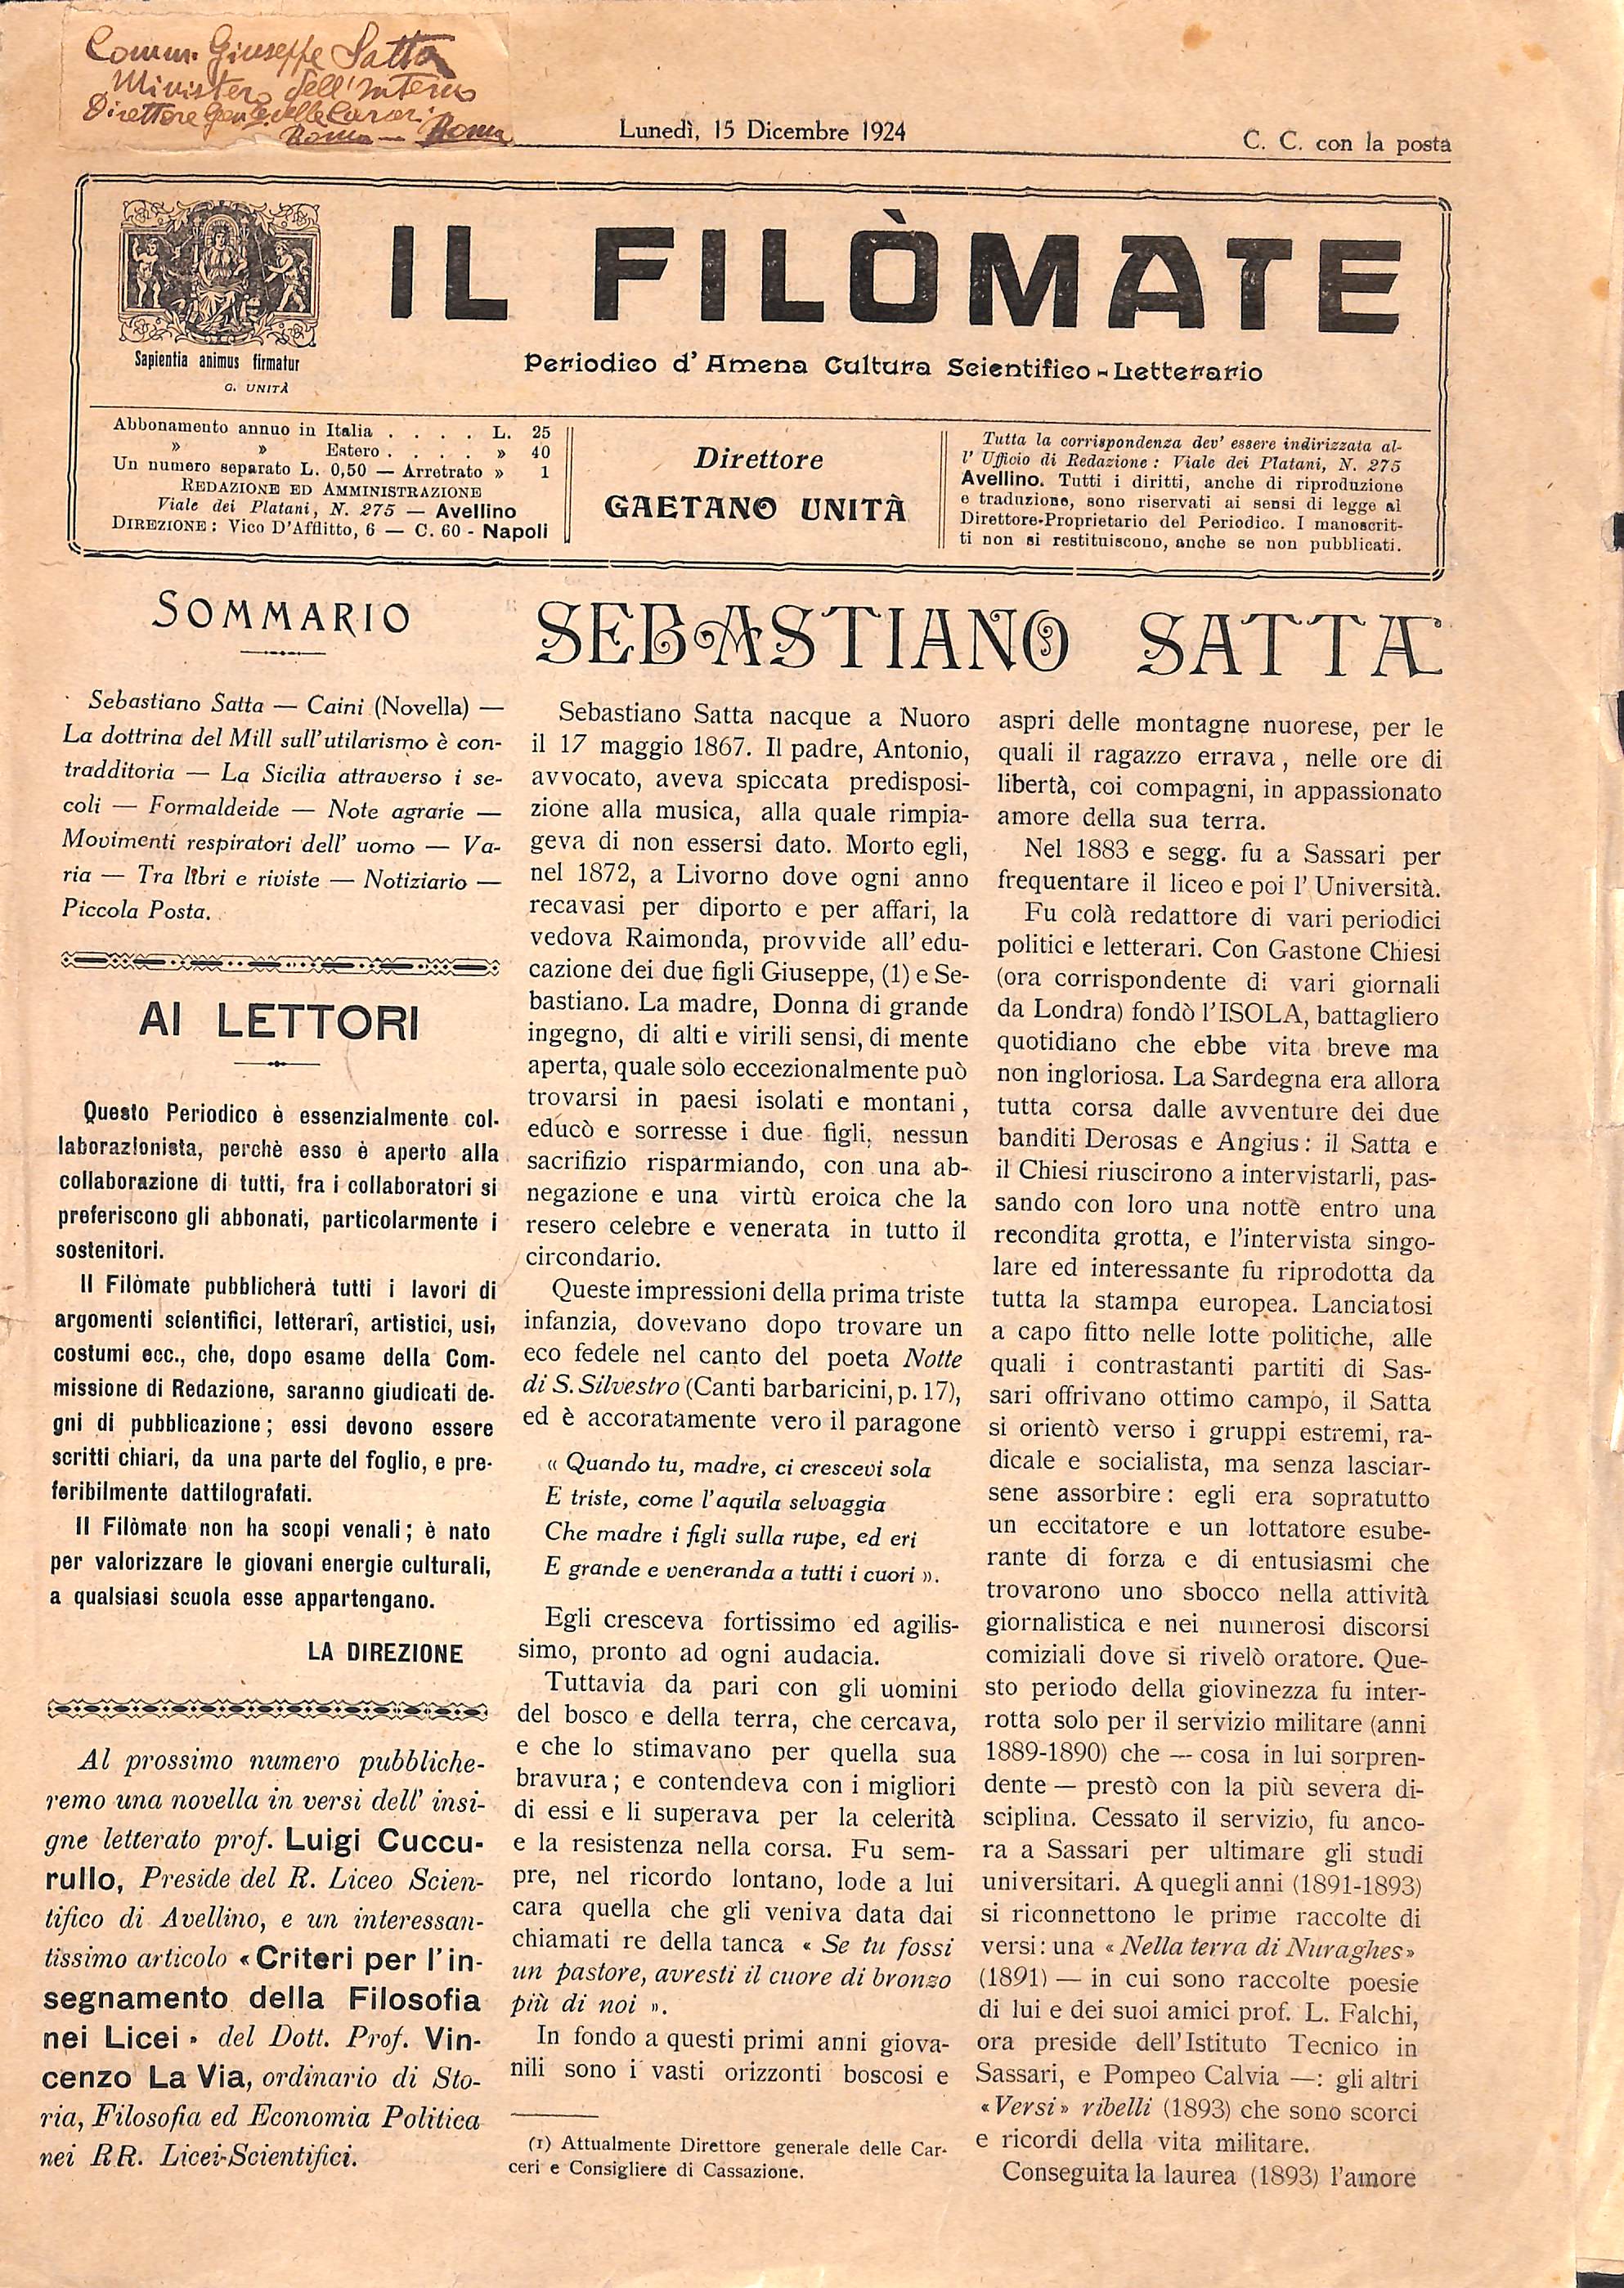 Comm. Giuseppe Satta
Ministero dell'Interno
Direttore Gen.le delle Carceri
Roma — Roma
Lunedì, 15 Dicembre 1924
C. C. con la posta
IL FILÒMATE
Periodico d' Amena Cultura Scientifico - Letterario
Sapientia animus firmatur
G. UNITÀ
Abbonamento annuo in Italia . . . . L. 25
» » Estero . . . . » 40
Un numero separato L. 0,50 — Arretrato » 1
REDAZIONE ED AMMINISTRAZIONE
Viale dei Platani, N. 275 — Avellino
DIREZIONE : Vico D'Afflitto, 6 — C. 60 - Napoli
Direttore
GAETANO UNITÀ
Tutta la corrispondenza dev' essere indirizzata al-
l' Ufficio di Redazione : Viale dei Platani, N. 275
Avellino. Tutti i diritti, anche di riproduzione
e traduzione, sono riservati ai sensi di legge al
Direttore-Proprietario del Periodico. I manoscrit-
ti non si restituiscono, anche se non pubblicati.
SOMMARIO
Sebastiano Satta — Caini (Novella) —
La dottrina del Mill sull'utilarismo è con-
tradditoria — La Sicilia attraverso i se-
coli — Formaldeide — Note agrarie —
Movimenti respiratori dell' uomo — Va-
ria — Tra libri e riviste — Notiziario —
Piccola Posta.
AI LETTORI
Questo Periodico è essenzialmente col-
laborazionista, perchè esso è aperto alla
collaborazione di tutti, fra i collaboratori si
preferiscono gli abbonati, particolarmente i
sostenitori.
Il Filòmate pubblicherà tutti i lavori di
argomenti scientifici, letterarî, artistici, usi,
costumi ecc., che, dopo esame della Com-
missione di Redazione, saranno giudicati de-
gni di pubblicazione ; essi devono essere
scritti chiari, da una parte del foglio, e pre-
feribilmente dattilografati.
Il Filòmate non ha scopi venali ; è nato
per valorizzare le giovani energie culturali,
a qualsiasi scuola esse appartengano.
LA DIREZIONE
Al prossimo numero pubbliche-
remo una novella in versi dell' insi-
gne letterato prof. Luigi Cuccu-
rullo, Preside del R. Liceo Scien-
tifico di Avellino, e un interessan-
tissimo articolo « Criteri per l'in-
segnamento della Filosofia
nei Licei » del Dott. Prof. Vin-
cenzo La Via, ordinario di Sto-
ria, Filosofia ed Economia Politica
nei RR. Licei-Scientifici.
SEBASTIANO SATTA
Sebastiano Satta nacque a Nuoro
il 17 maggio 1867. Il padre, Antonio,
avvocato, aveva spiccata predisposi-
zione alla musica, alla quale rimpia-
geva di non essersi dato. Morto egli,
nel 1872, a Livorno dove ogni anno
recavasi per diporto e per affari, la
vedova Raimonda, provvide all' edu-
cazione dei due figli Giuseppe, (1) e Se-
bastiano. La madre, Donna di grande
ingegno, di alti e virili sensi, di mente
aperta, quale solo eccezionalmente può
trovarsi in paesi isolati e montani,
educò e sorresse i due figli, nessun
sacrifizio risparmiando, con una ab-
negazione e una virtù eroica che la
resero celebre e venerata in tutto il
circondario.
Queste impressioni della prima triste
infanzia, dovevano dopo trovare un
eco fedele nel canto del poeta Notte
di S. Silvestro (Canti barbaricini, p. 17),
ed è accoratamente vero il paragone
« Quando tu, madre, ci crescevi sola
E triste, come l'aquila selvaggia
Che madre i figli sulla rupe, ed eri
E grande e veneranda a tutti i cuori ».
Egli cresceva fortissimo ed agilis-
simo, pronto ad ogni audacia.
Tuttavia da pari con gli uomini
del bosco e della terra, che cercava,
e che lo stimavano per quella sua
bravura ; e contendeva con i migliori
di essi e li superava per la celerità
e la resistenza nella corsa. Fu sem-
pre, nel ricordo lontano, lode a lui
cara quella che gli veniva data dai
chiamati re della tanca « Se tu fossi
un pastore, avresti il cuore di bronzo
più di noi ».
In fondo a questi primi anni giova-
nili sono i vasti orizzonti boscosi e
(1) Attualmente Direttore generale delle Car-
ceri e Consigliere di Cassazione.
aspri delle montagne nuorese, per le
quali il ragazzo errava, nelle ore di
libertà, coi compagni, in appassionato
amore della sua terra.
Nel 1883 e segg. fu a Sassari per
frequentare il liceo e poi l' Università.
Fu colà redattore di vari periodici
politici e letterari. Con Gastone Chiesi
(ora corrispondente di vari giornali
da Londra) fondò l'ISOLA, battagliero
quotidiano che ebbe vita breve ma
non ingloriosa. La Sardegna era allora
tutta corsa dalle avventure dei due
banditi Derosas e Angius : il Satta e
il Chiesi riuscirono a intervistarli, pas-
sando con loro una notte entro una
recondita grotta, e l'intervista singo-
lare ed interessante fu riprodotta da
tutta la stampa europea. Lanciatosi
a capo fitto nelle lotte politiche, alle
quali i contrastanti partiti di Sas-
sari offrivano ottimo campo, il Satta
si orientò verso i gruppi estremi, ra-
dicale e socialista, ma senza lasciar-
sene assorbire : egli era sopratutto
un eccitatore e un lottatore esube-
rante di forza e di entusiasmi che
trovarono uno sbocco nella attività
giornalistica e nei numerosi discorsi
comiziali dove si rivelò oratore. Que-
sto periodo della giovinezza fu inter-
rotta solo per il servizio militare (anni
1889-1890) che — cosa in lui sorpren-
dente — prestò con la più severa di-
sciplina. Cessato il servizio, fu anco-
ra a Sassari per ultimare gli studi
universitari. A quegli anni (1891-1893)
si riconnettono le prime raccolte di
versi : una « Nella terra di Nuraghes »
(1891) — in cui sono raccolte poesie
di lui e dei suoi amici prof. L. Falchi,
ora preside dell'Istituto Tecnico in
Sassari, e Pompeo Calvia —: gli altri
« Versi » ribelli (1893) che sono scorci
e ricordi della vita militare.
Conseguita la laurea (1893) l'amore